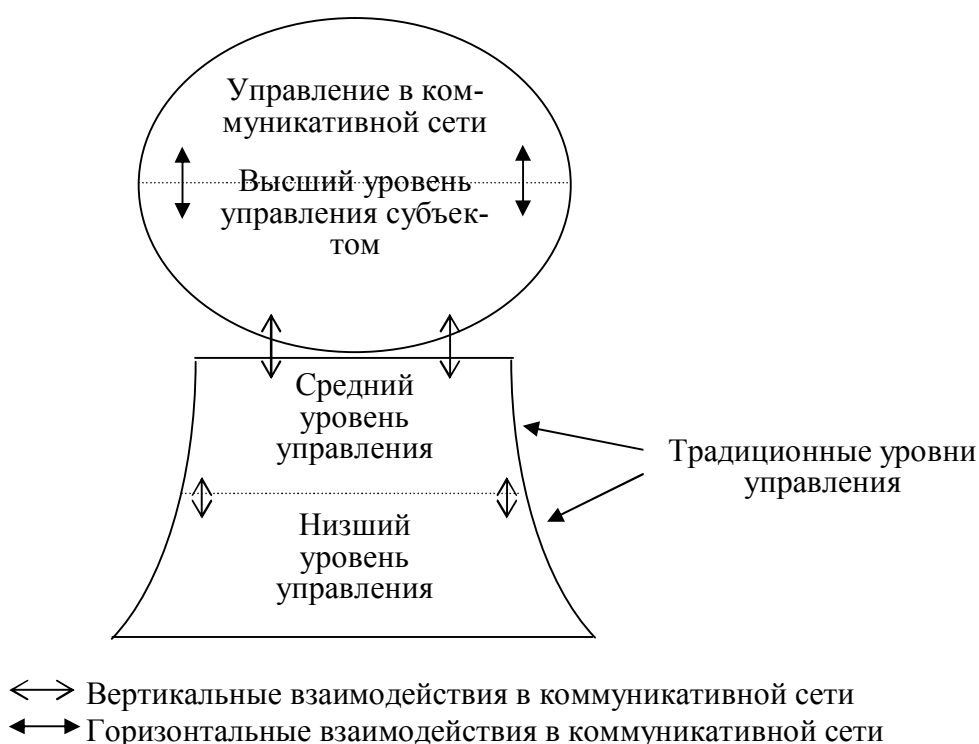 Управление в ком-
муникативной сети
Высший уровень
управления субъек-
том
Средний
уровень
управления
Традиционные уровни
управления
Низший
уровень
управления
Вертикальные взаимодействия в коммуникативной сети
Горизонтальные взаимодействия в коммуникативной сети